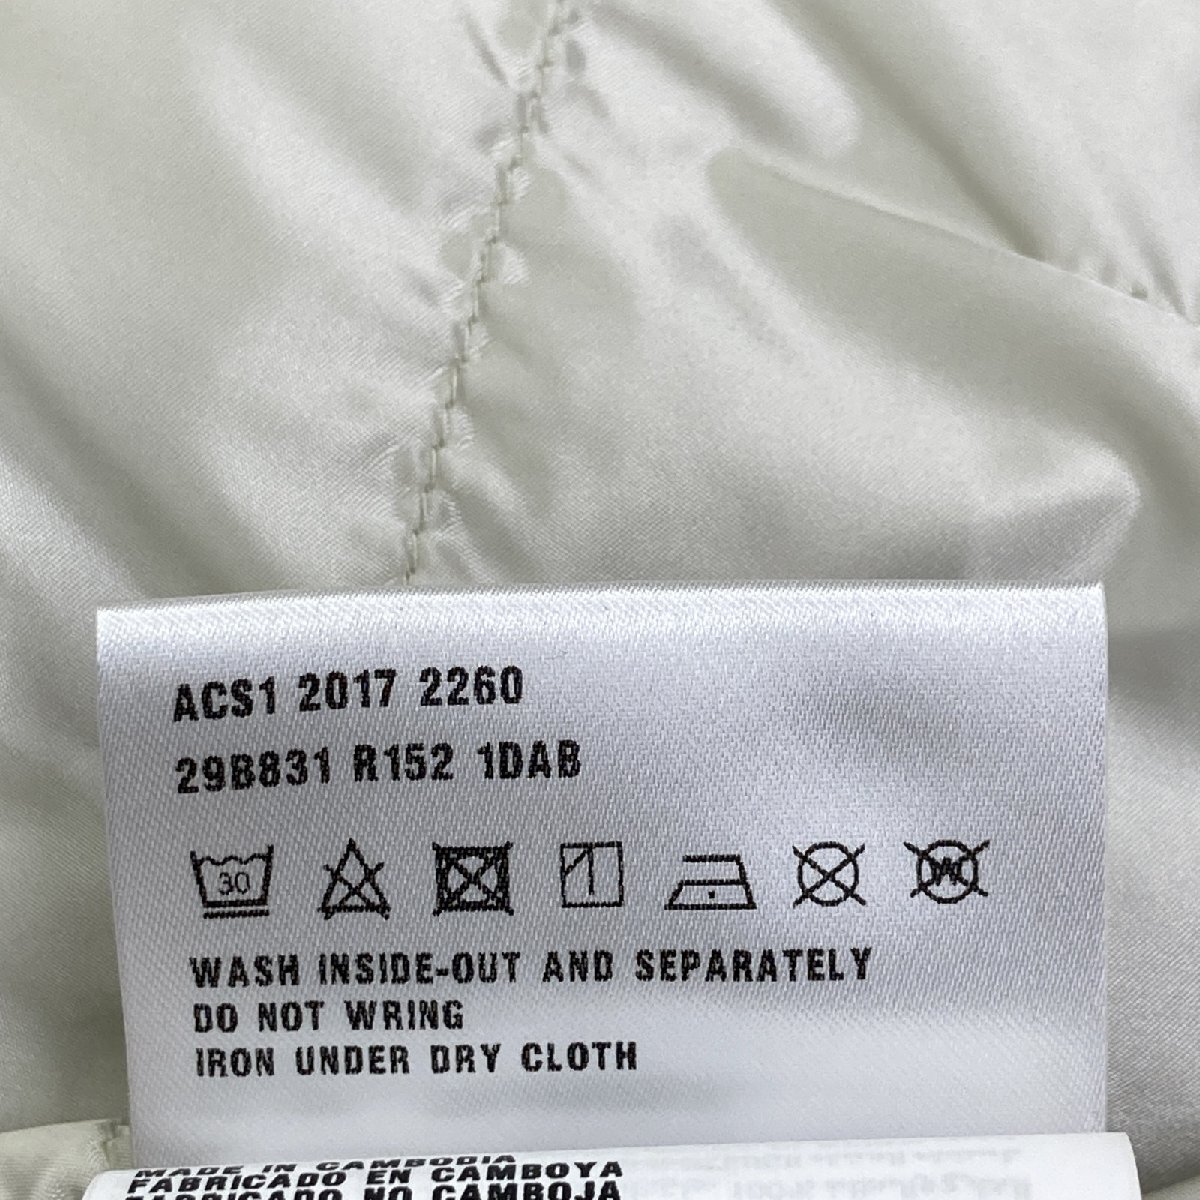 ACS1 2017 2260
29B831 R152 1DAB
30
W
WASH INSIDE-OUT AND SEPARATELY
DO NOT WRING
IRON UNDER DRY CLOTH
MADE IN CAMBODIA
FABRICADO EN CAMBOYA
FABRICADO NO CAMBOJA